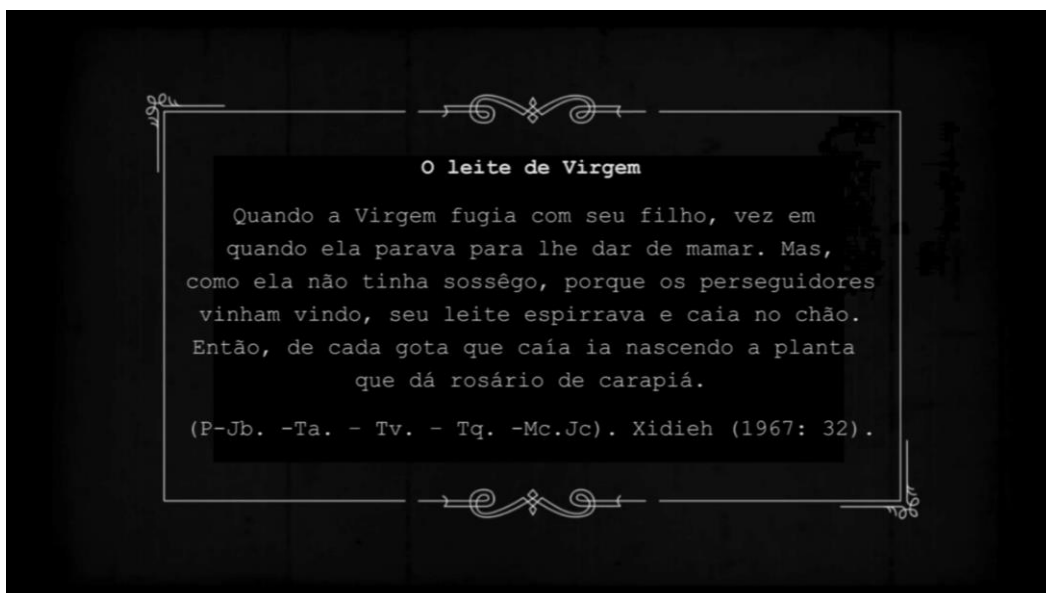 O leite de Virgem
Quando a Virgem fugia com seu filho, vez em
quando ela parava para lhe dar de mamar. Mas,
como ela não tinha sossêgo, porque os perseguidores
vinham vindo, seu leite espirrava e caia no chão.
Então, de cada gota que caía ia nascendo a planta
que dá rosário de carapiá.
(P-Jb. -Ta. – Tv. – Tq. -Mc.Jc). Xidieh (1967: 32).